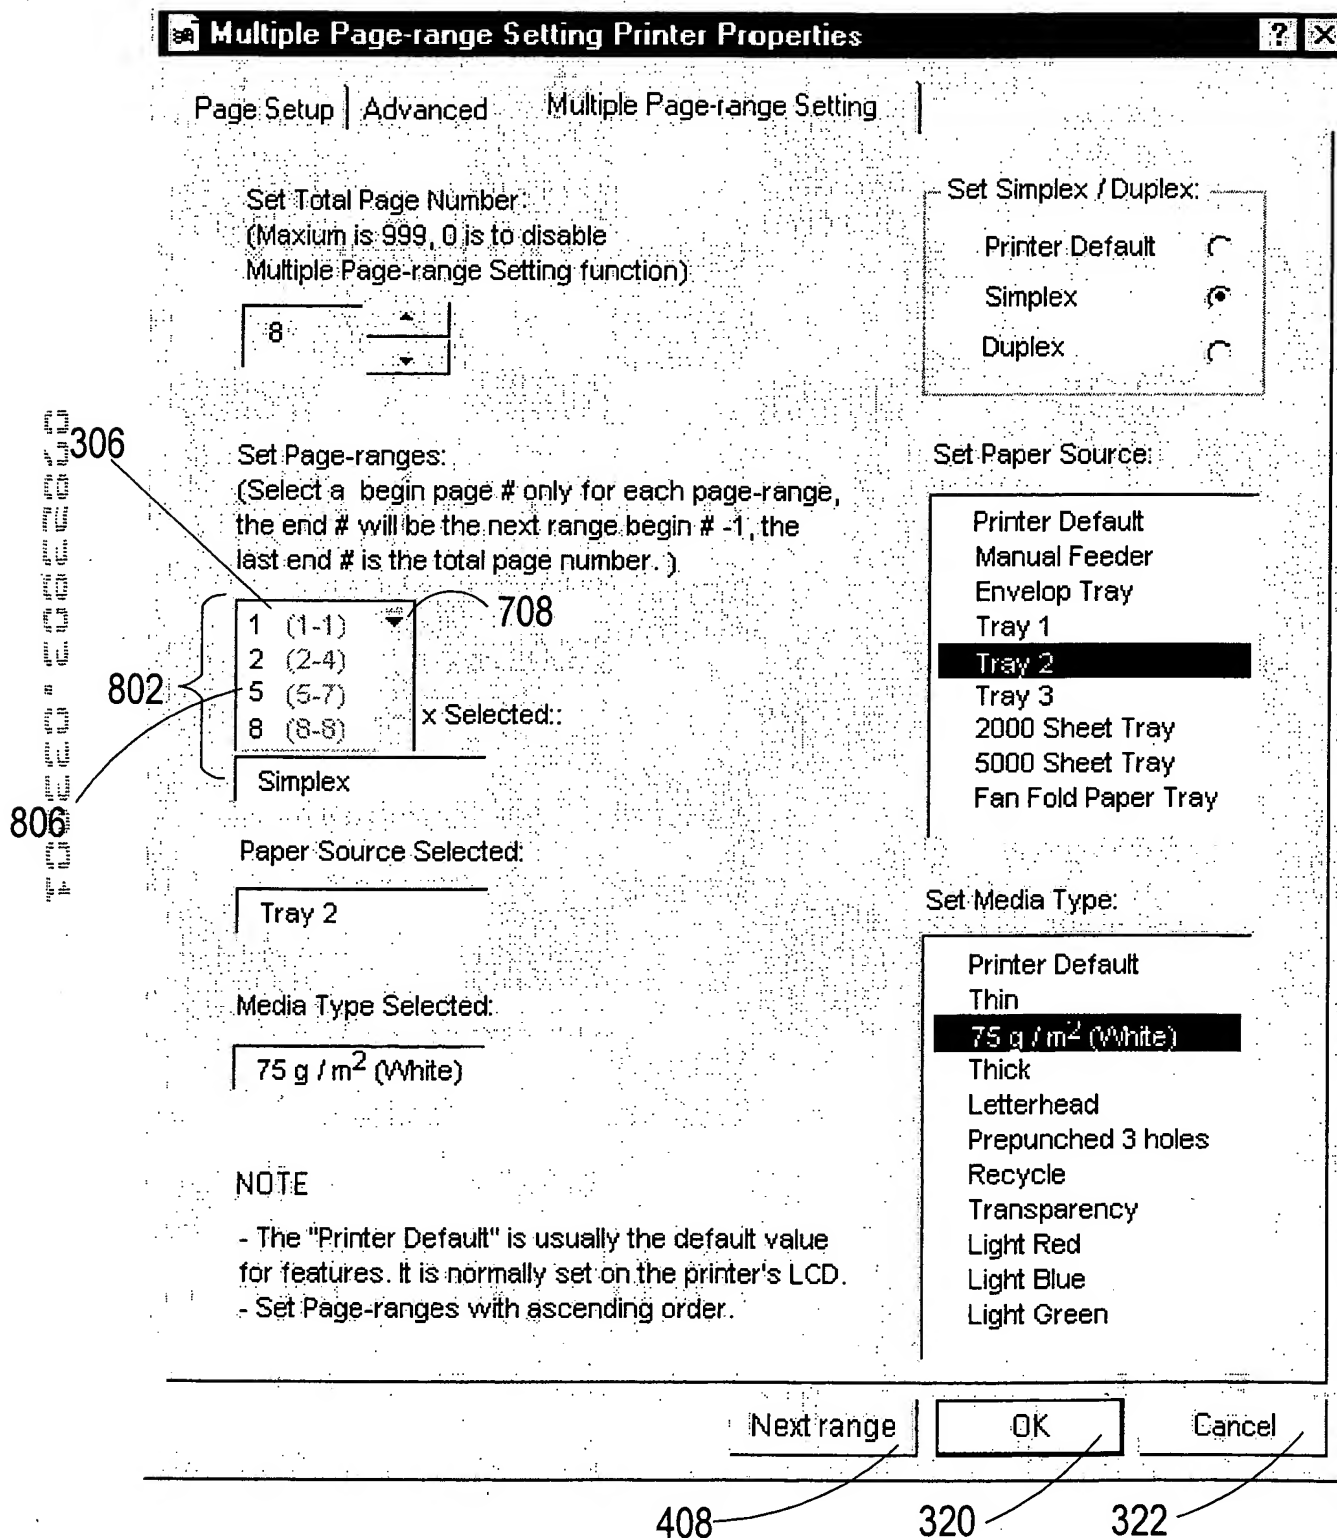 Multiple Page-range Setting Printer Properties
Page Setup Advanced Multiple Page-range Setting
Set Total Page Number:
(Maxium is 999, 0 is to disable
Multiple Page-range Setting function)
8
Set Simplex / Duplex:
Printer Default
Simplex
Duplex
306
Set Page-ranges:
(Select a begin page # only for each page-range,
the end # will be the next range begin # -1, the
last end # is the total page number. )
708
802
1 (1-1)
2 (2-4)
5 (5-7)
8 (8-8)
x Selected::
Simplex
806
Paper Source Selected:
Tray 2
Media Type Selected:
75 g / m² (White)
NOTE
- The "Printer Default" is usually the default value
for features. It is normally set on the printer's LCD.
- Set Page-ranges with ascending order.
Set Paper Source:
Printer Default
Manual Feeder
Envelop Tray
Tray 1
Tray 2
Tray 3
2000 Sheet Tray
5000 Sheet Tray
Fan Fold Paper Tray
Set Media Type:
Printer Default
Thin
75 g / m² (White)
Thick
Letterhead
Prepunched 3 holes
Recycle
Transparency
Light Red
Light Blue
Light Green
Next range OK Cancel
408 320 322